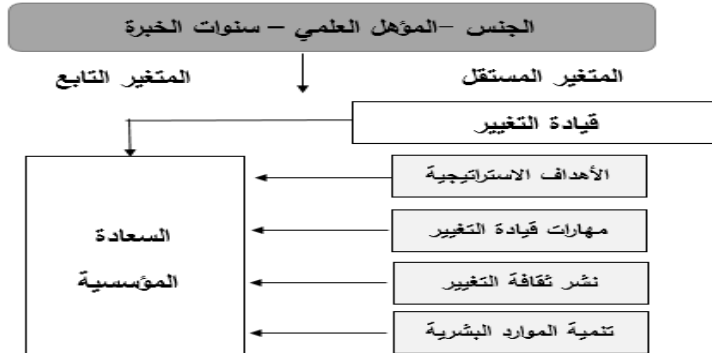 الجنس –المؤهل العلمي – سنوات الخبرة
المتغير المستقل
المتغير التابع
قيادة التغيير
الأهداف الاستراتيجية
مهارات قيادة التغيير
نشر ثقافة التغيير
تنمية الموارد البشرية
السعادة
المؤسسية